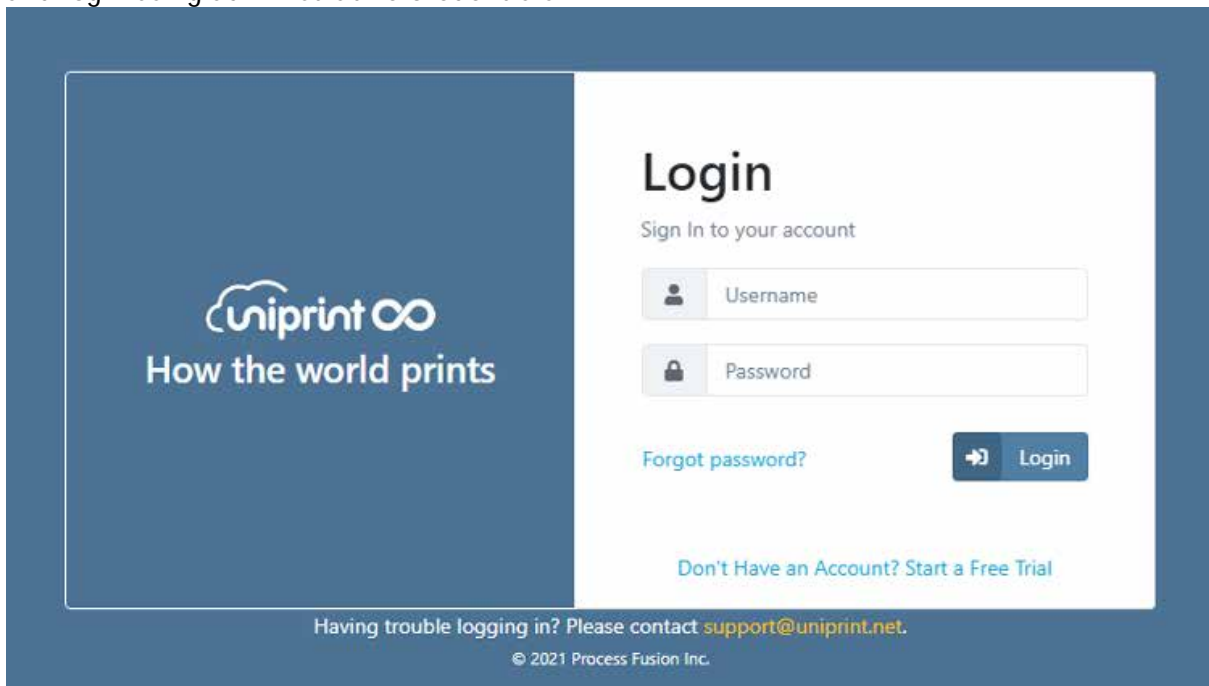 uniprint
How the world prints
Login
Sign In to your account
Username
Password
Forgot password?
Login
Don't Have an Account? Start a Free Trial
Having trouble logging in? Please contact support@uniprint.net.
© 2021 Process Fusion Inc.